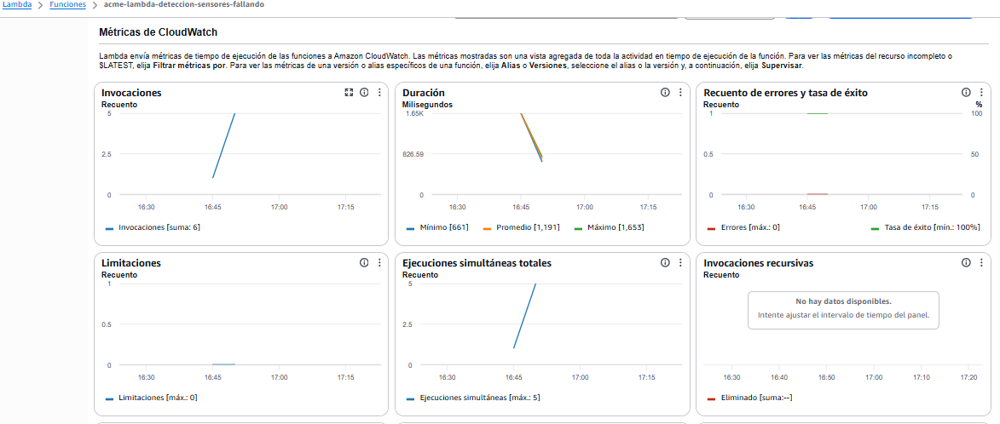 Lambda > Funciones > acme-lambda-deteccion-sensores-fallando
Métricas de CloudWatch
Lambda envía métricas de tiempo de ejecución de las funciones a Amazon CloudWatch. Las métricas mostradas son una vista agregada de toda la actividad en tiempo de ejecución de la función. Para ver las métricas del recurso incompleto o
$LATEST, elija Filtrar métricas por. Para ver las métricas de una versión o alias específicos de una función, elija Alias o Versiones, seleccione el alias o la versión y, a continuación, elija Supervisar.
Invocaciones
Recuento
5
2.5
0
16:30 16:45 17:00 17:15
Invocaciones [suma: 6]
Duración
Milisegundos
1.65K
826.59
0
16:30 16:45 17:00 17:15
Mínimo [661] Promedio [1,191] Máximo [1,653]
Recuento de errores y tasa de éxito
Recuento %
1 100
0.5 50
0 0
16:30 16:45 17:00 17:15
Errores [máx.: 0] Tasa de éxito [mín.: 100%]
Limitaciones
Recuento
1
0.5
0
16:30 16:45 17:00 17:15
Limitaciones [máx.: 0]
Ejecuciones simultáneas totales
Recuento
5
2.5
0
16:30 16:45 17:00 17:15
Ejecuciones simultáneas [máx.: 5]
Invocaciones recursivas
Recuento
No hay datos disponibles.
Intente ajustar el intervalo de tiempo del panel.
16:30 16:40 16:50 17:00 17:10 17:20
Eliminado [suma:--]